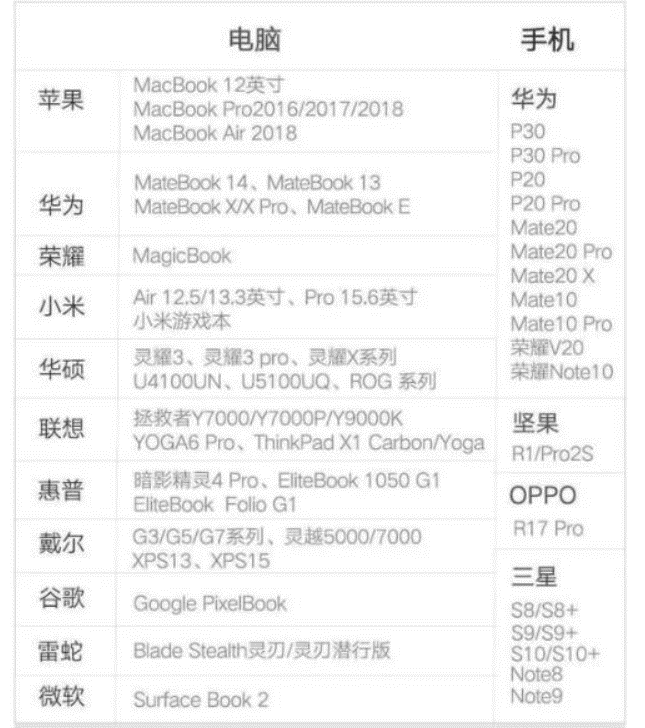 电脑
手机
苹果
MacBook 12英寸
MacBook Pro2016/2017/2018
MacBook Air 2018
华为
MateBook 14、MateBook 13
MateBook X/X Pro、MateBook E
荣耀
MagicBook
小米
Air 12.5/13.3英寸、Pro 15.6英寸
小米游戏本
华硕
灵耀3、灵耀3 pro、灵耀X系列
U4100UN、U5100UQ、ROG 系列
联想
拯救者Y7000/Y7000P/Y9000K
YOGA6 Pro、ThinkPad X1 Carbon/Yoga
惠普
暗影精灵4 Pro、EliteBook 1050 G1
EliteBook Folio G1
戴尔
G3/G5/G7系列、灵越5000/7000
XPS13、XPS15
谷歌
Google PixelBook
雷蛇
Blade Stealth灵刃/灵刃潜行版
微软
Surface Book 2
华为
P30
P30 Pro
P20
P20 Pro
Mate20
Mate20 Pro
Mate20 X
Mate10
Mate10 Pro
荣耀V20
荣耀Note10
坚果
R1/Pro2S
OPPO
R17 Pro
三星
S8/S8+
S9/S9+
S10/S10+
Note8
Note9